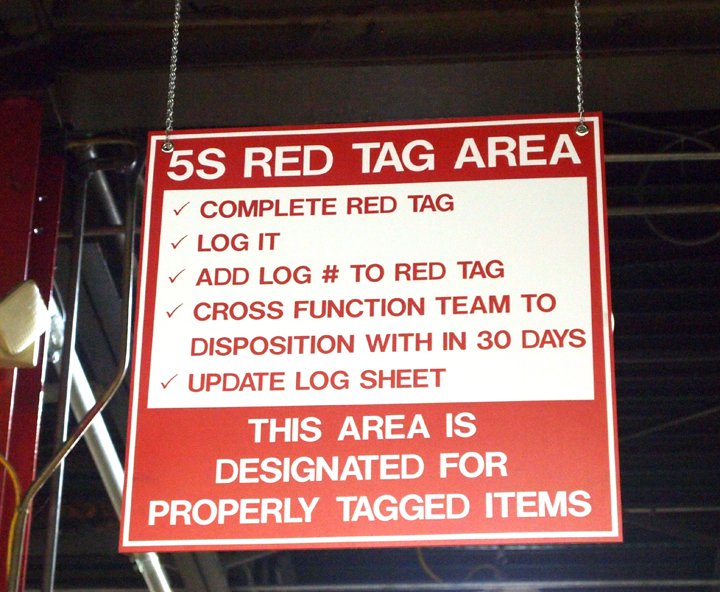 5S RED TAG AREA
✓ COMPLETE RED TAG
✓ LOG IT
✓ ADD LOG # TO RED TAG
✓ CROSS FUNCTION TEAM TO
DISPOSITION WITH IN 30 DAYS
✓ UPDATE LOG SHEET
THIS AREA IS
DESIGNATED FOR
PROPERLY TAGGED ITEMS